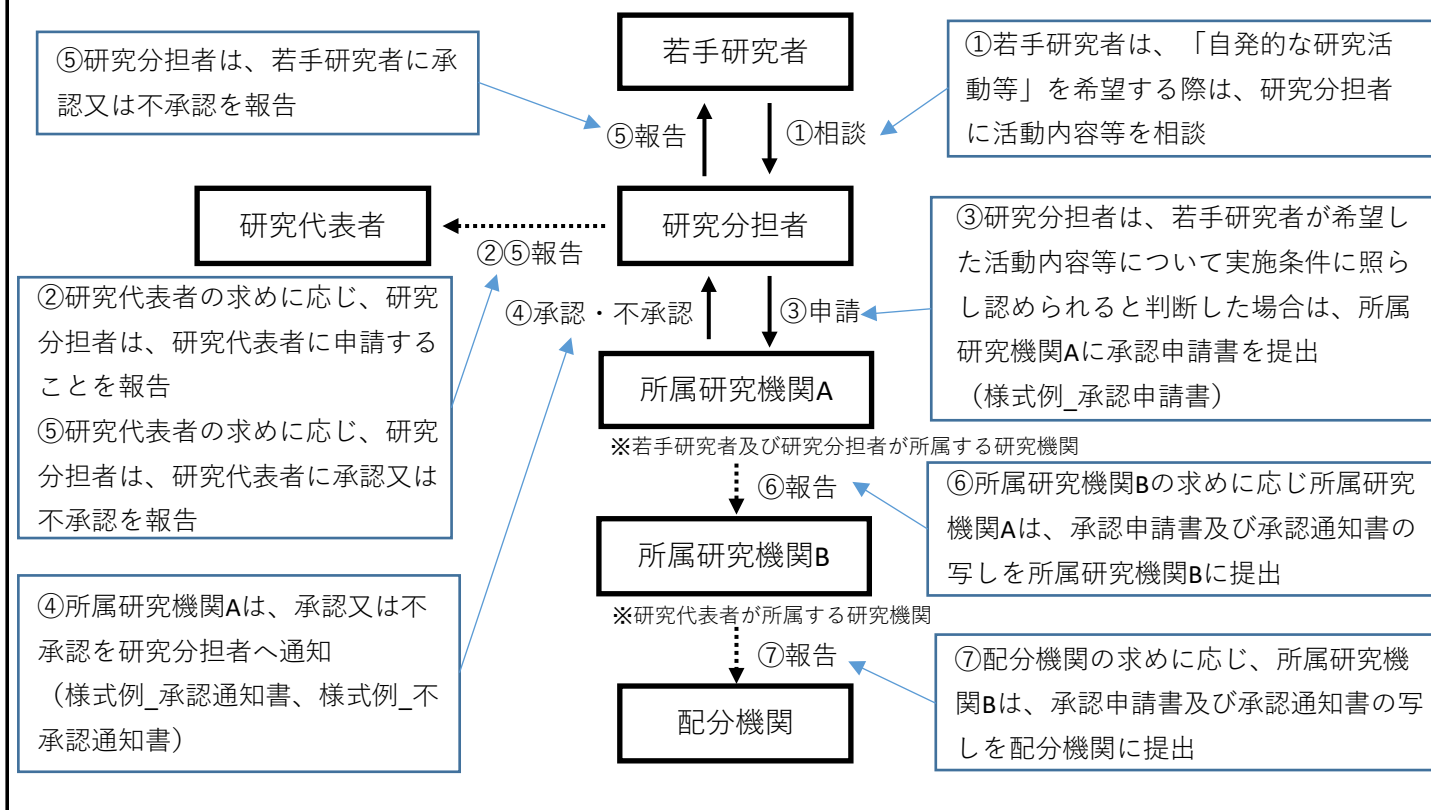 若手研究者
⑤研究分担者は、若手研究者に承
認又は不承認を報告
①若手研究者は、「自発的な研究活
動等」を希望する際は、研究分担者
に活動内容等を相談
⑤報告
①相談
研究代表者
研究分担者
②⑤報告
③研究分担者は、若手研究者が希望し
た活動内容等について実施条件に照ら
し認められると判断した場合は、所属
研究機関Aに承認申請書を提出
（様式例_承認申請書）
②研究代表者の求めに応じ、研究
分担者は、研究代表者に申請する
ことを報告
⑤研究代表者の求めに応じ、研究
分担者は、研究代表者に承認又は
不承認を報告
④承認・不承認
③申請
所属研究機関A
※若手研究者及び研究分担者が所属する研究機関
⑥報告
⑥所属研究機関Bの求めに応じ所属研究
機関Aは、承認申請書及び承認通知書の
写しを所属研究機関Bに提出
所属研究機関B
※研究代表者が所属する研究機関
④所属研究機関Aは、承認又は不
承認を研究分担者へ通知
（様式例_承認通知書、様式例_不
承認通知書）
⑦報告
⑦配分機関の求めに応じ、所属研究機
関Bは、承認申請書及び承認通知書の写
しを配分機関に提出
配分機関